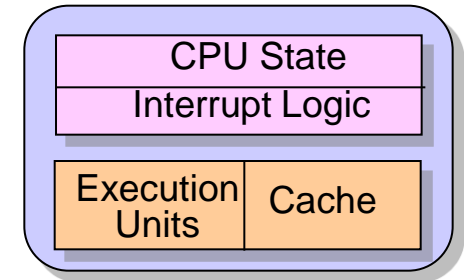 CPU State
Interrupt Logic
Execution
Units
Cache